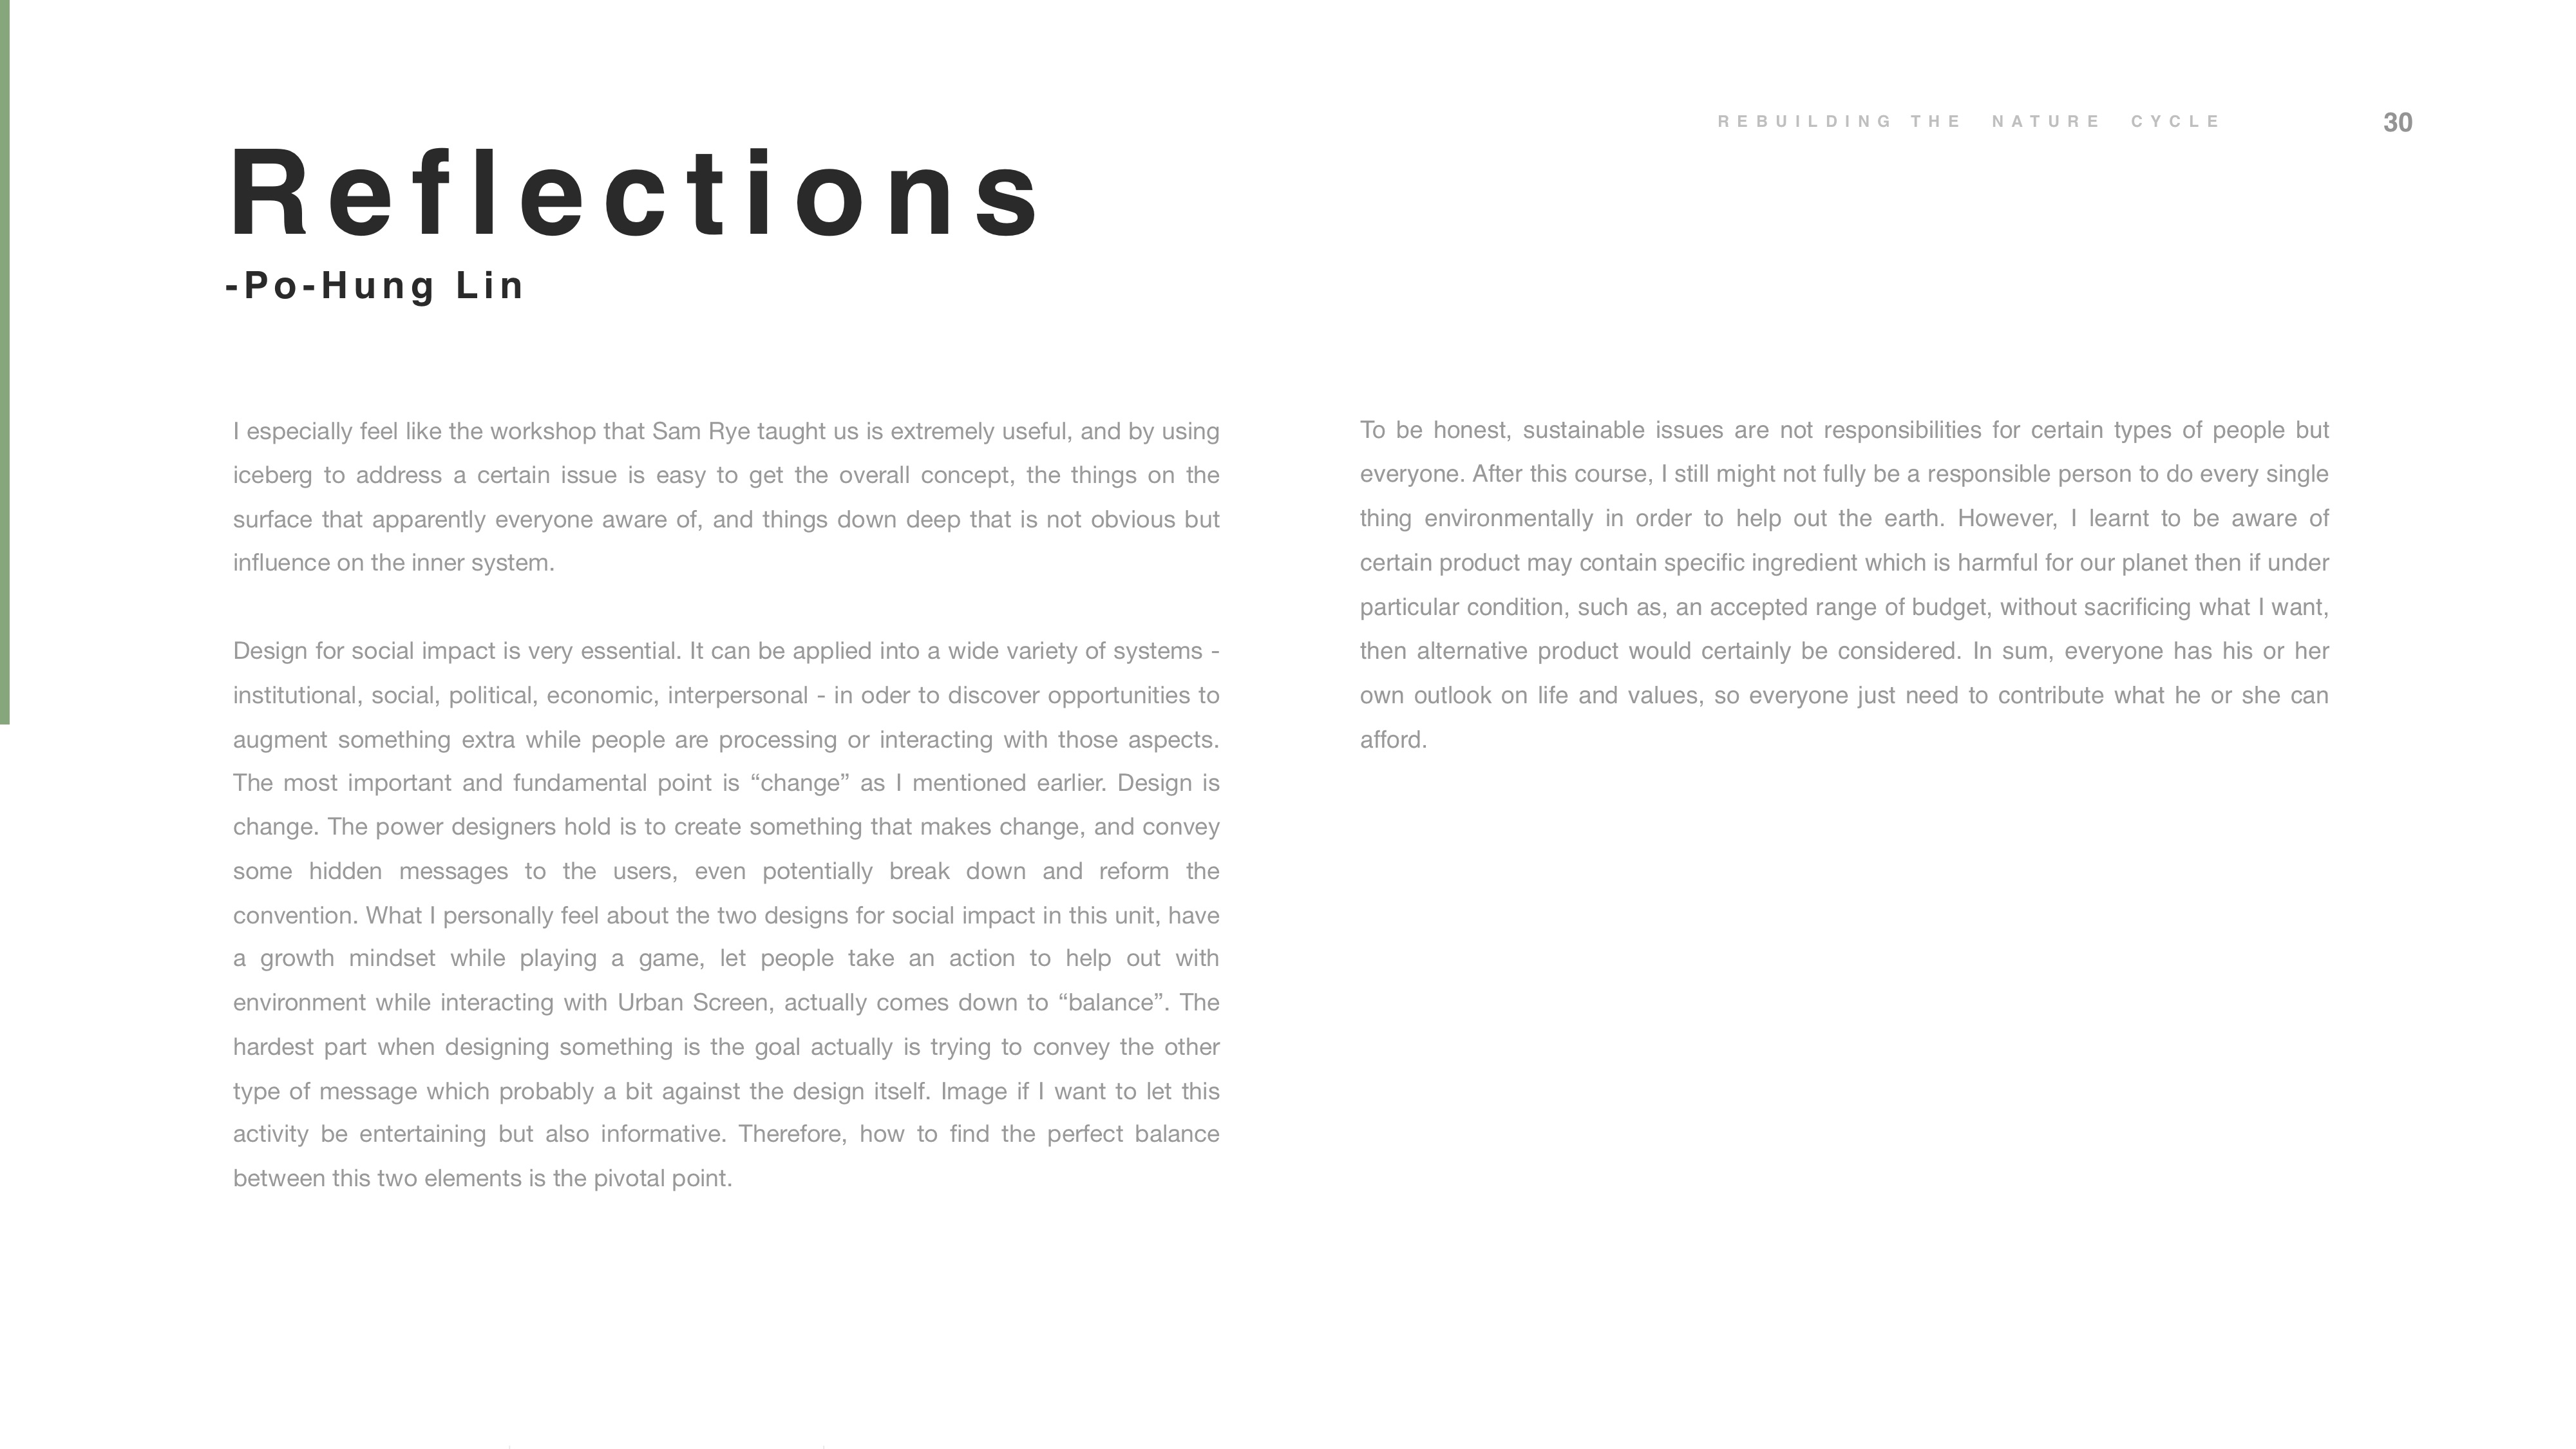 REBUILDING THE NATURE CYCLE
30
Reflections
-Po-Hung Lin
I especially feel like the workshop that Sam Rye taught us is extremely useful, and by using
iceberg to address a certain issue is easy to get the overall concept, the things on the
surface that apparently everyone aware of, and things down deep that is not obvious but
influence on the inner system.
Design for social impact is very essential. It can be applied into a wide variety of systems -
institutional, social, political, economic, interpersonal - in oder to discover opportunities to
augment something extra while people are processing or interacting with those aspects.
The most important and fundamental point is “change” as I mentioned earlier. Design is
change. The power designers hold is to create something that makes change, and convey
some hidden messages to the users, even potentially break down and reform the
convention. What I personally feel about the two designs for social impact in this unit, have
a growth mindset while playing a game, let people take an action to help out with
environment while interacting with Urban Screen, actually comes down to “balance”. The
hardest part when designing something is the goal actually is trying to convey the other
type of message which probably a bit against the design itself. Image if I want to let this
activity be entertaining but also informative. Therefore, how to find the perfect balance
between this two elements is the pivotal point.
To be honest, sustainable issues are not responsibilities for certain types of people but
everyone. After this course, I still might not fully be a responsible person to do every single
thing environmentally in order to help out the earth. However, I learnt to be aware of
certain product may contain specific ingredient which is harmful for our planet then if under
particular condition, such as, an accepted range of budget, without sacrificing what I want,
then alternative product would certainly be considered. In sum, everyone has his or her
own outlook on life and values, so everyone just need to contribute what he or she can
afford.